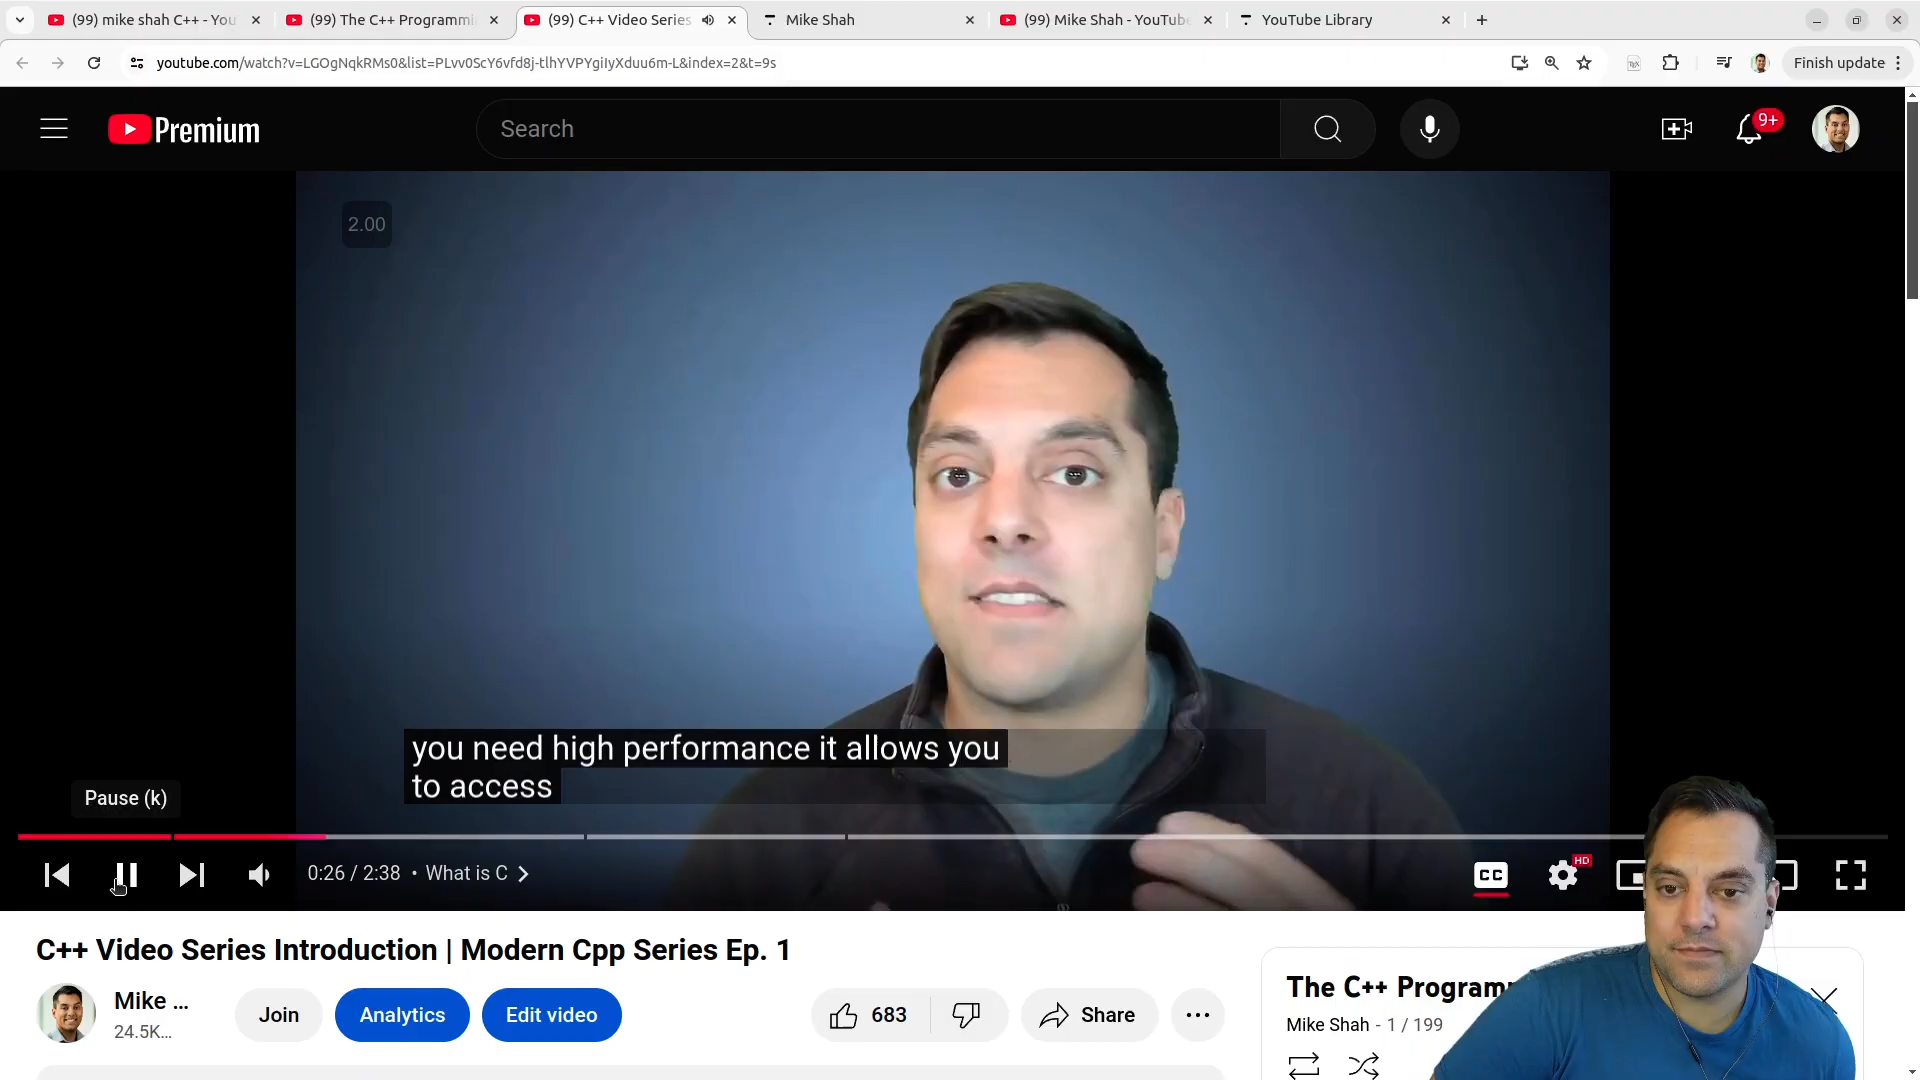 (99) mike shah C++ - You
(99) The C++ Programmi
(99) C++ Video Series
Mike Shah
(99) Mike Shah - YouTube
YouTube Library
youtube.com/watch?v=LGOgNqkRMs0&list=PLvv0ScY6vfd8j-tlhYVPYgiIyXduu6m-L&index=2&t=9s
Finish update
Premium
Search
9+
2.00
you need high performance it allows you
to access
Pause (k)
0:26 / 2:38 • What is C
CC
HD
C++ Video Series Introduction | Modern Cpp Series Ep. 1
Mike ...
24.5K...
Join
Analytics
Edit video
683
Share
The C++ Program
Mike Shah - 1 / 199